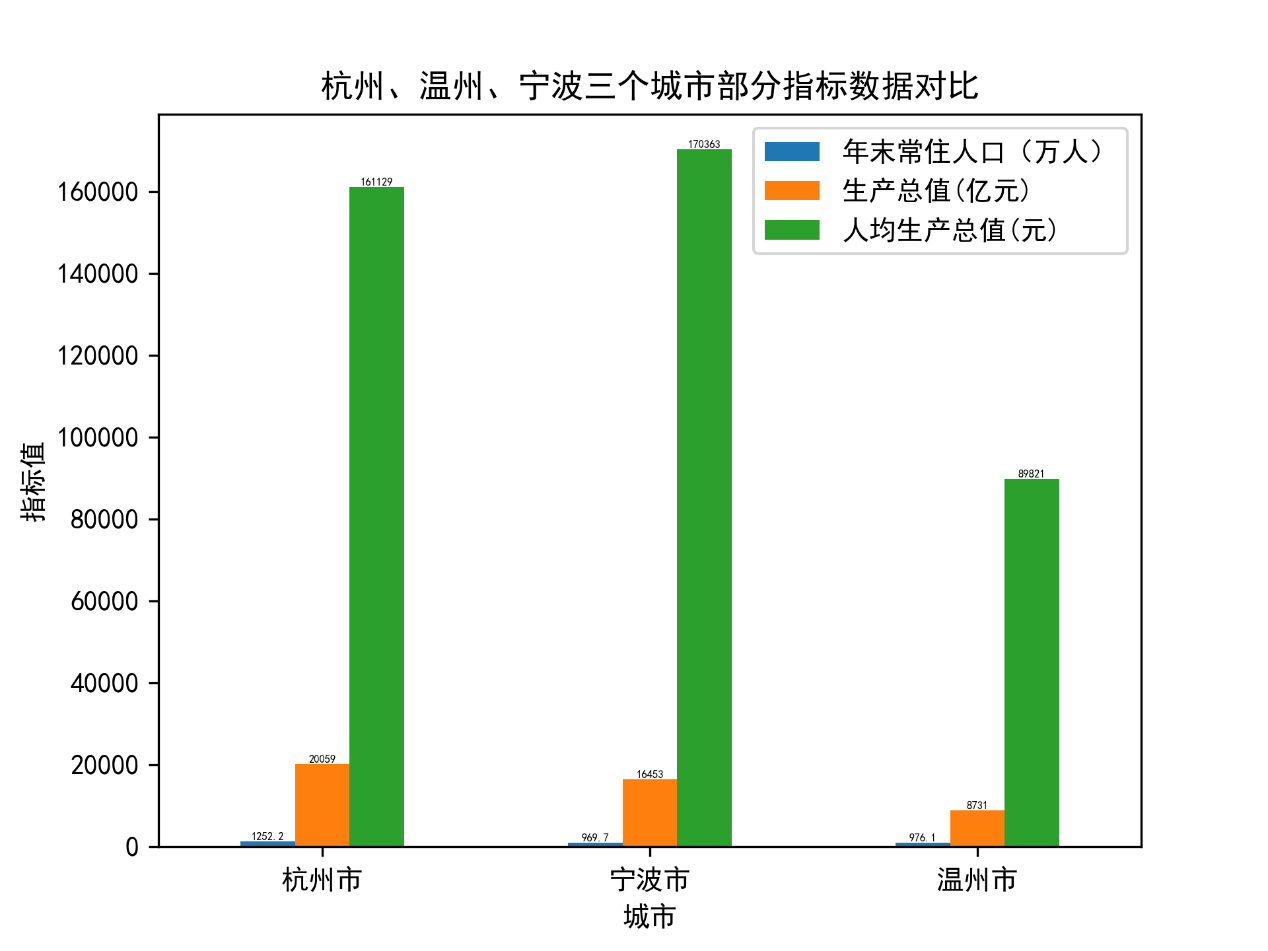 杭州、温州、宁波三个城市部分指标数据对比
年末常住人口（万人）
生产总值(亿元)
人均生产总值(元)
指标值
160000
140000
120000
100000
80000
60000
40000
20000
0
1252.2
20059
161129
969.7
16453
170363
976.1
8731
89821
杭州市
宁波市
温州市
城市